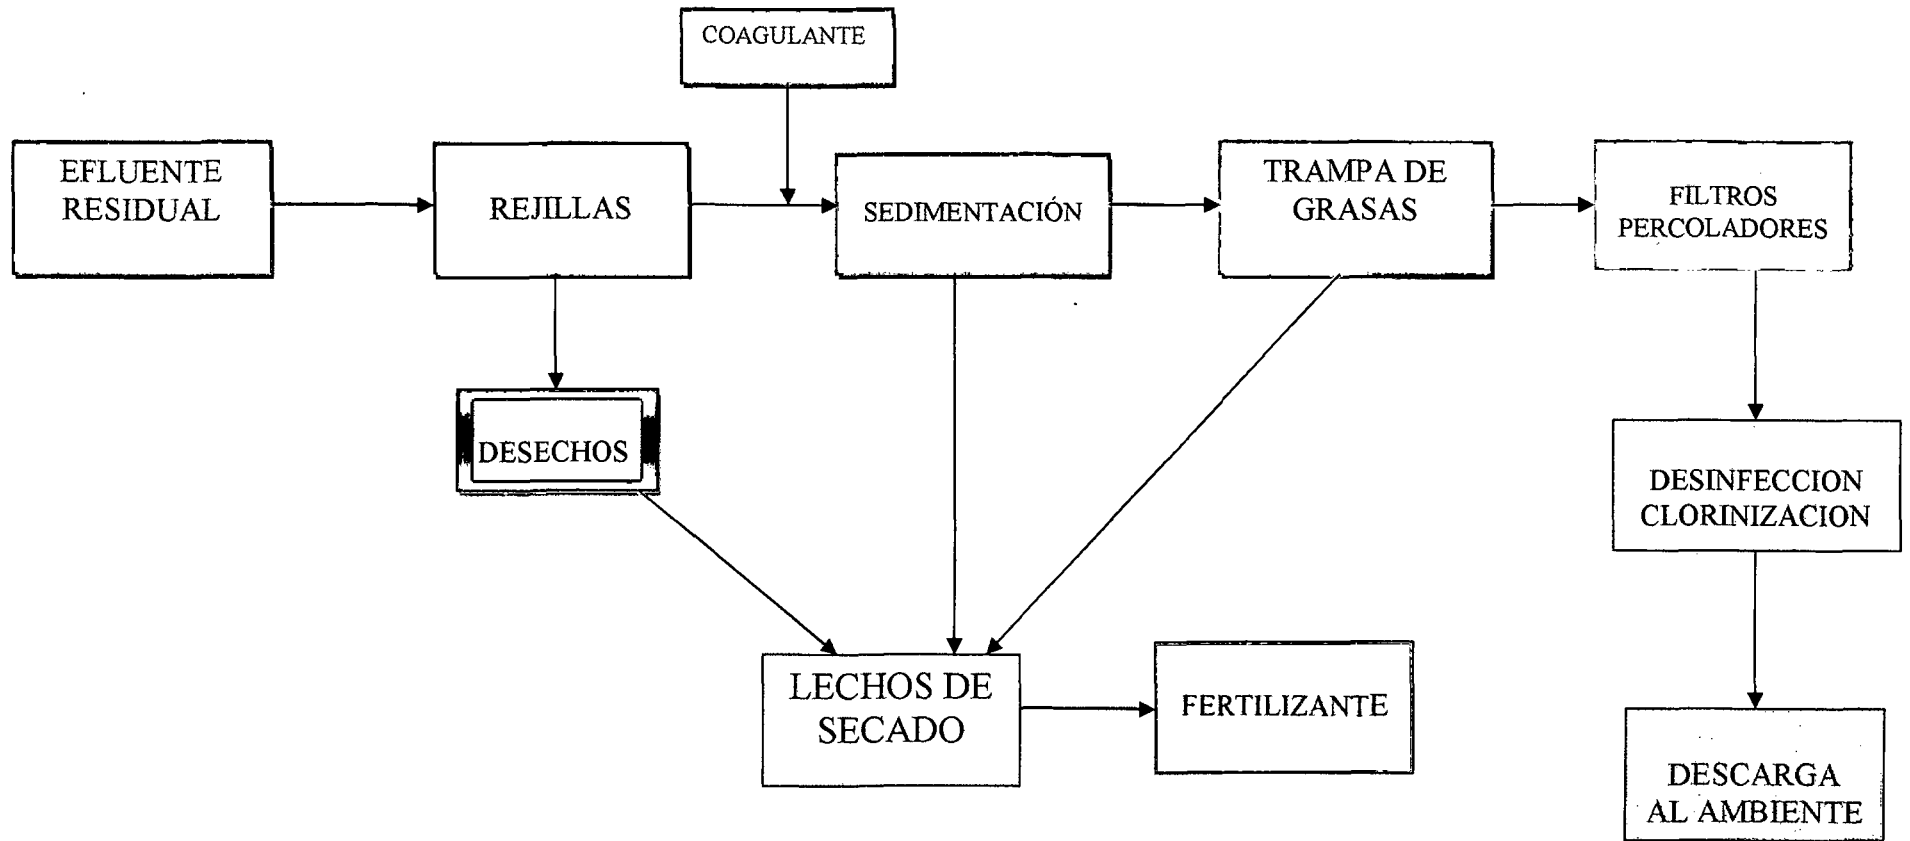 COAGULANTE
EFLUENTE
RESIDUAL
REJILLAS
SEDIMENTACIÓN
TRAMPA DE
GRASAS
FILTROS
PERCOLADORES
DESECHOS
DESINFECCION
CLORINIZACION
LECHOS DE
SECADO
FERTILIZANTE
DESCARGA
AL AMBIENTE